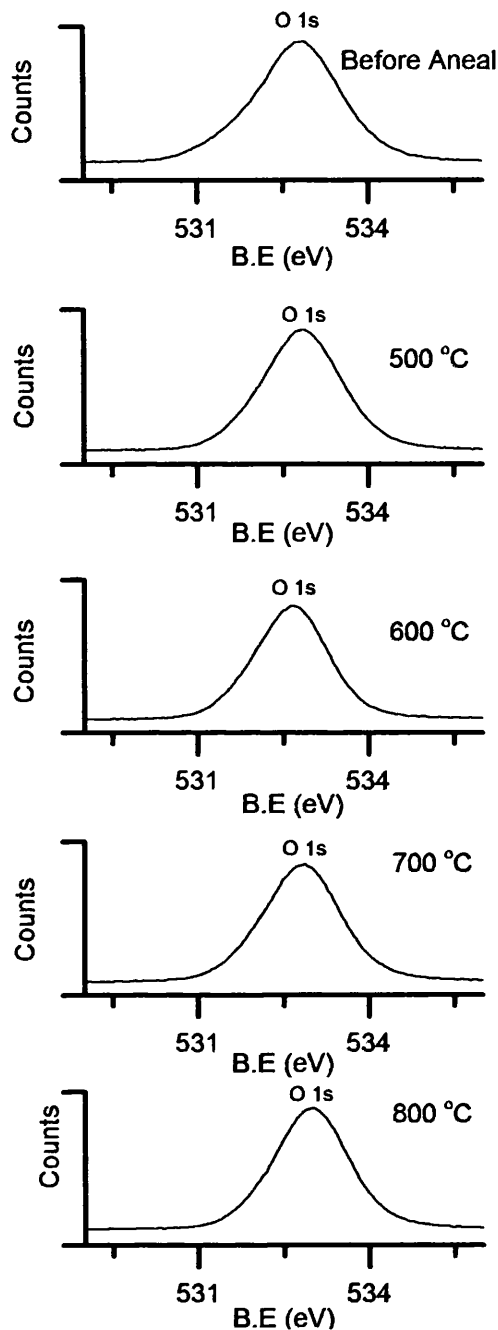 O 1s
Before Aneal
Counts
531 534
B.E (eV)
O 1s
500 °C
Counts
531 534
B.E (eV)
O 1s
600 °C
Counts
531 534
B.E (eV)
O 1s
700 °C
Counts
531 534
B.E (eV)
O 1s
800 °C
Counts
531 534
B.E (eV)